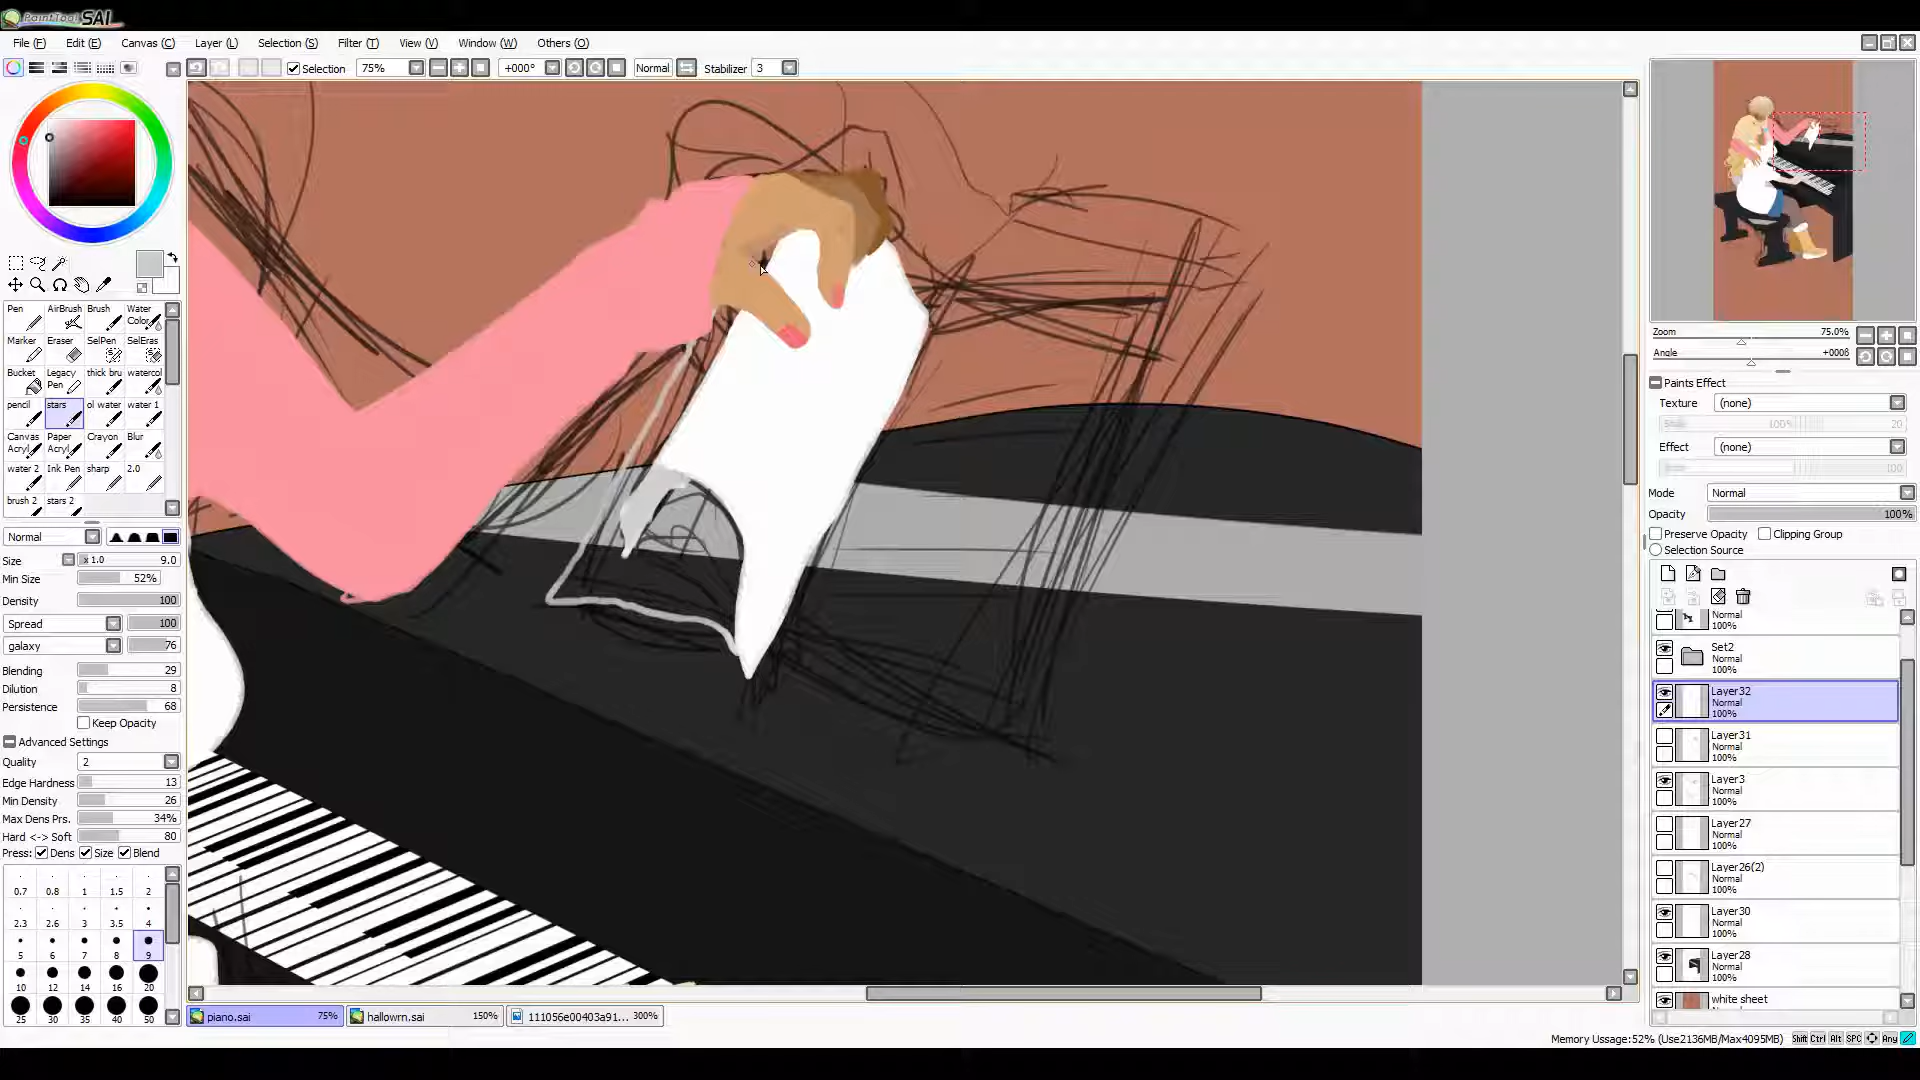 PaintTool SAI
File (F) Edit (E) Canvas (C) Layer (L) Selection (S) Filter (T) View (V) Window (W) Others (O)
Selection 75% +000° Normal Stabilizer 3
Pen AirBrush Brush Water Color
Marker Eraser SelPen SelEras
Bucket Legacy Pen thick bru watercol
pencil stars ol water water 1
Canvas Acryl Paper Acryl Crayon Blur
water 2 Ink Pen sharp 2.0
brush 2 stars 2
Normal
Size x 1.0 9.0
Min Size 52%
Density 100
Spread 100
galaxy 76
Blending 29
Dilution 8
Persistence 68
Keep Opacity
Advanced Settings
Quality 2
Edge Hardness 13
Min Density 26
Max Dens Prs. 34%
Hard <-> Soft 80
Press: Dens Size Blend
0.7 0.8 1 1.5 2
2.3 2.6 3 3.5 4
5 6 7 8 9
10 12 14 16 20
25 30 35 40 50
piano.sai 75% hallowrn.sai 150% 111056e00403a91... 300%
Zoom 75.0%
Angle +000ß
Paints Effect
Texture (none)
100% 20
Effect (none)
100
Mode Normal
Opacity 100%
Preserve Opacity Clipping Group
Selection Source
Normal
100%
Set2
Normal
100%
Layer32
Normal
100%
Layer31
Normal
100%
Layer3
Normal
100%
Layer27
Normal
100%
Layer26(2)
Normal
100%
Layer30
Normal
100%
Layer28
Normal
100%
white sheet
Memory Ussage:52% (Use2136MB/Max4095MB) Shift Ctrl Alt SPC Any